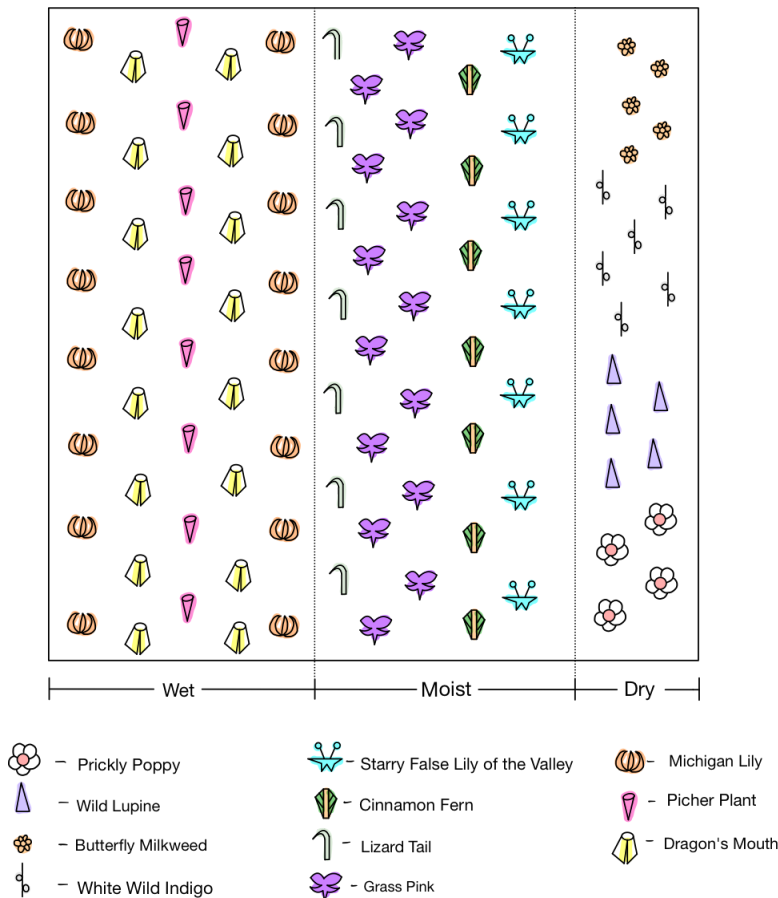 Wet
Moist
Dry
Prickly Poppy
Starry False Lily of the Valley
Michigan Lily
Wild Lupine
Cinnamon Fern
Picher Plant
Butterfly Milkweed
Lizard Tail
Dragon's Mouth
White Wild Indigo
Grass Pink